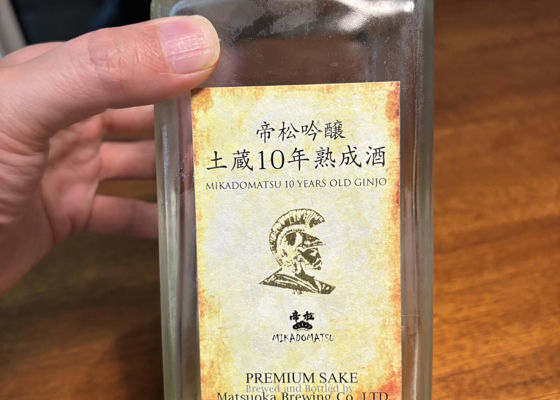 帝松吟醸
土蔵10年熟成酒
MIKADOMATSU 10 YEARS OLD GINJO
帝松
MIKADOMATSU
PREMIUM SAKE
Brewed and Bottled by
Matsuoka Brewing Co. LTD